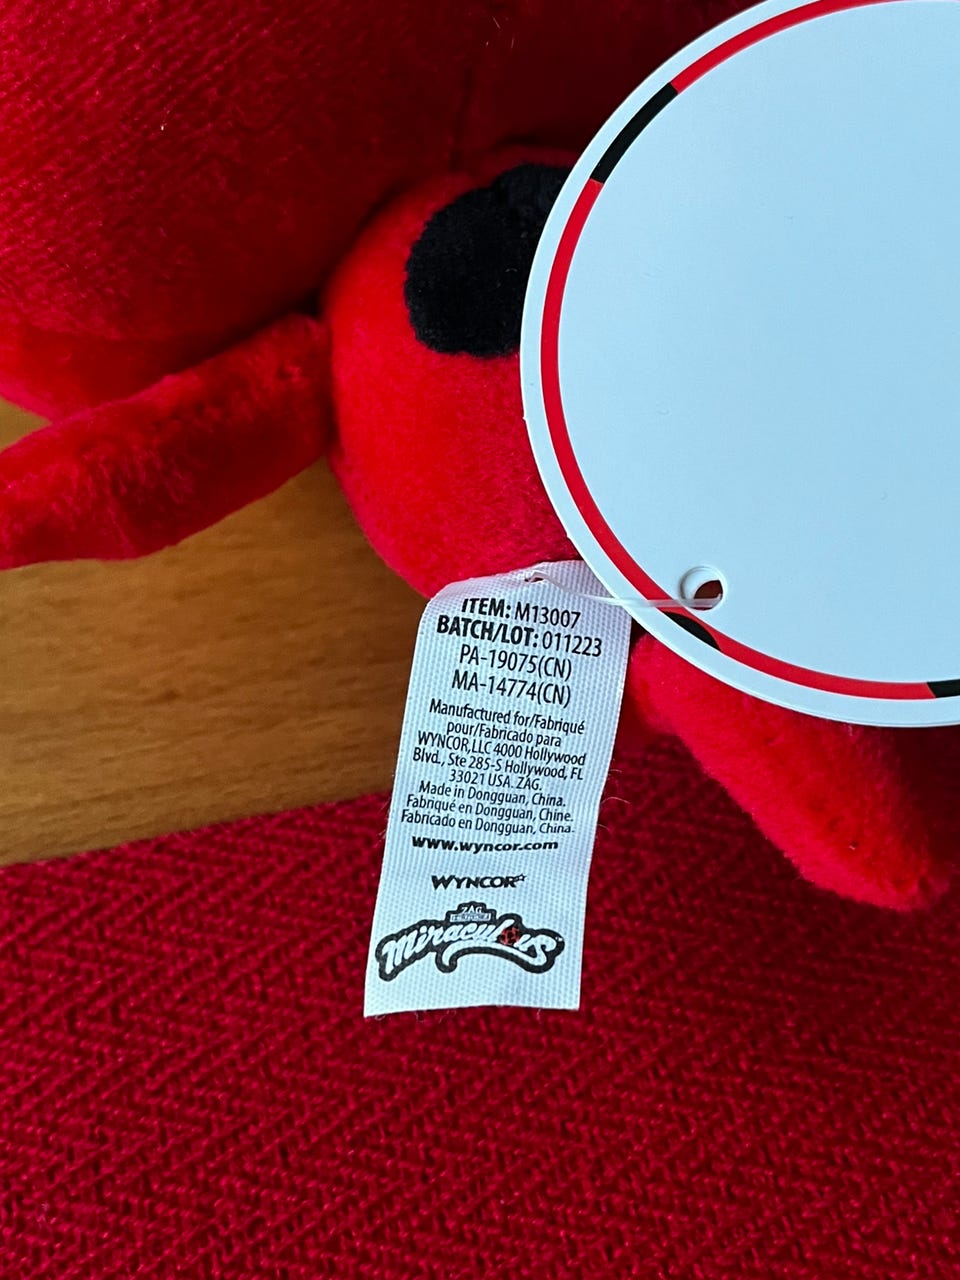 ITEM: M13007
BATCH/LOT: 011223
PA-19075(CN)
MA-14774(CN)
Manufactured for/Fabriqué
pour/Fabricado para
WYNCOR,LLC 4000 Hollywood
Blvd., Ste 285-S Hollywood, FL
33021 USA. ZAG.
Made in Dongguan, China.
Fabriqué en Dongguan, Chine.
Fabricado en Dongguan, China.
www.wyncor.com
WYNCOR
ZAG
HEROEZ
Miraculous